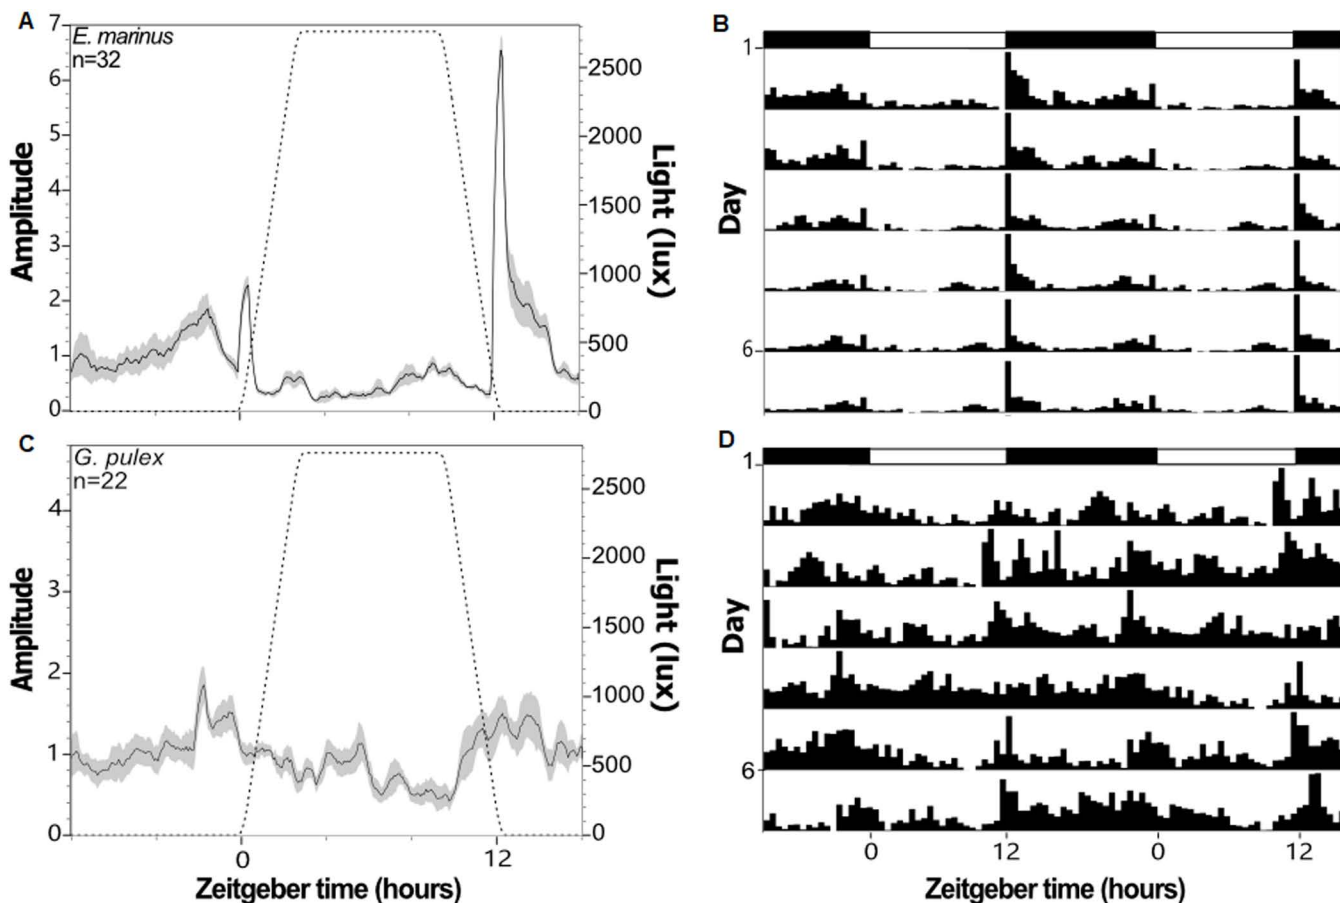 A
E. marinus
n=32
7
6
5
4
3
2
1
0
Amplitude
2500
2000
1500
1000
500
0
Light (lux)
B
1
6
Day
C
G. pulex
n=22
4
3
2
1
0
Amplitude
2500
2000
1500
1000
500
0
Light (lux)
0
12
Zeitgeber time (hours)
D
1
6
Day
0
12
0
12
Zeitgeber time (hours)